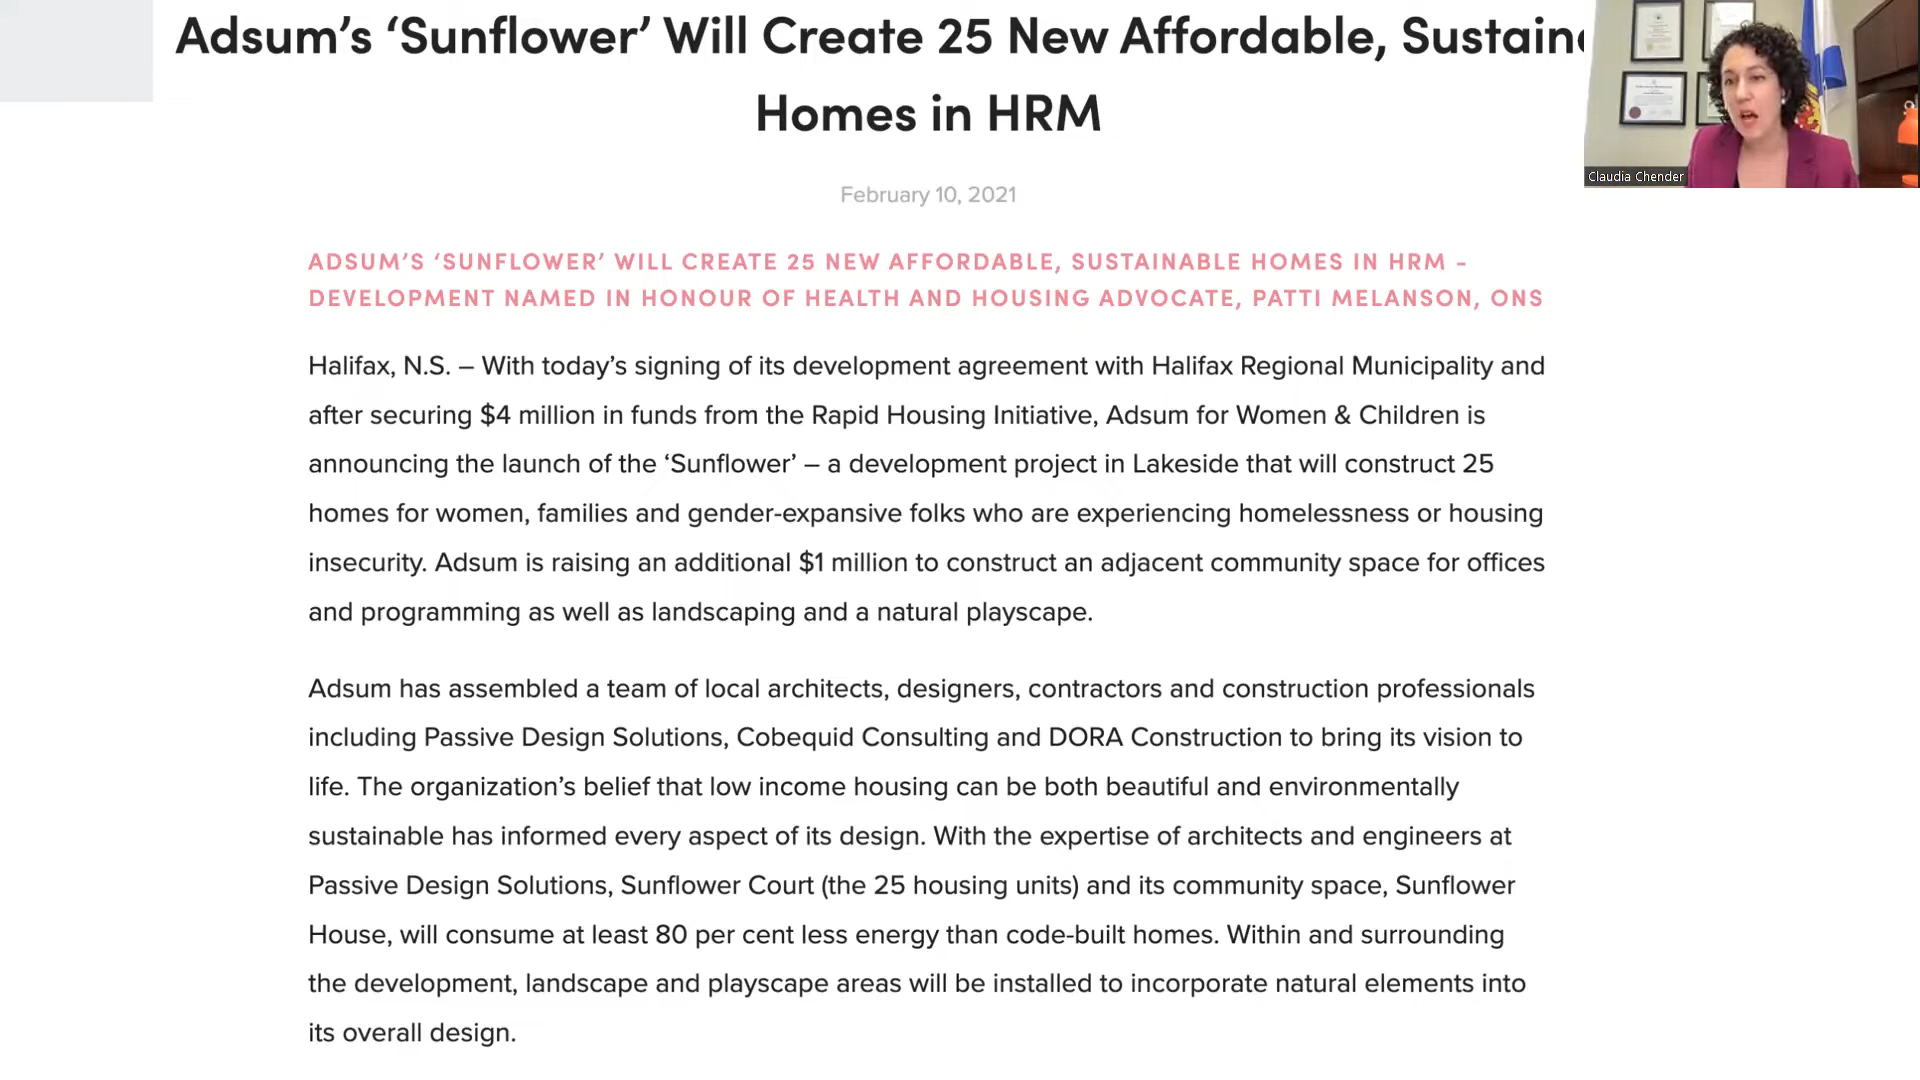 Adsum’s ‘Sunflower’ Will Create 25 New Affordable, Sustain
Homes in HRM
Claudia Chender
February 10, 2021
ADSUM’S ‘SUNFLOWER’ WILL CREATE 25 NEW AFFORDABLE, SUSTAINABLE HOMES IN HRM -
DEVELOPMENT NAMED IN HONOUR OF HEALTH AND HOUSING ADVOCATE, PATTI MELANSON, ONS
Halifax, N.S. – With today’s signing of its development agreement with Halifax Regional Municipality and
after securing $4 million in funds from the Rapid Housing Initiative, Adsum for Women & Children is
announcing the launch of the ‘Sunflower’ – a development project in Lakeside that will construct 25
homes for women, families and gender-expansive folks who are experiencing homelessness or housing
insecurity. Adsum is raising an additional $1 million to construct an adjacent community space for offices
and programming as well as landscaping and a natural playscape.
Adsum has assembled a team of local architects, designers, contractors and construction professionals
including Passive Design Solutions, Cobequid Consulting and DORA Construction to bring its vision to
life. The organization’s belief that low income housing can be both beautiful and environmentally
sustainable has informed every aspect of its design. With the expertise of architects and engineers at
Passive Design Solutions, Sunflower Court (the 25 housing units) and its community space, Sunflower
House, will consume at least 80 per cent less energy than code-built homes. Within and surrounding
the development, landscape and playscape areas will be installed to incorporate natural elements into
its overall design.